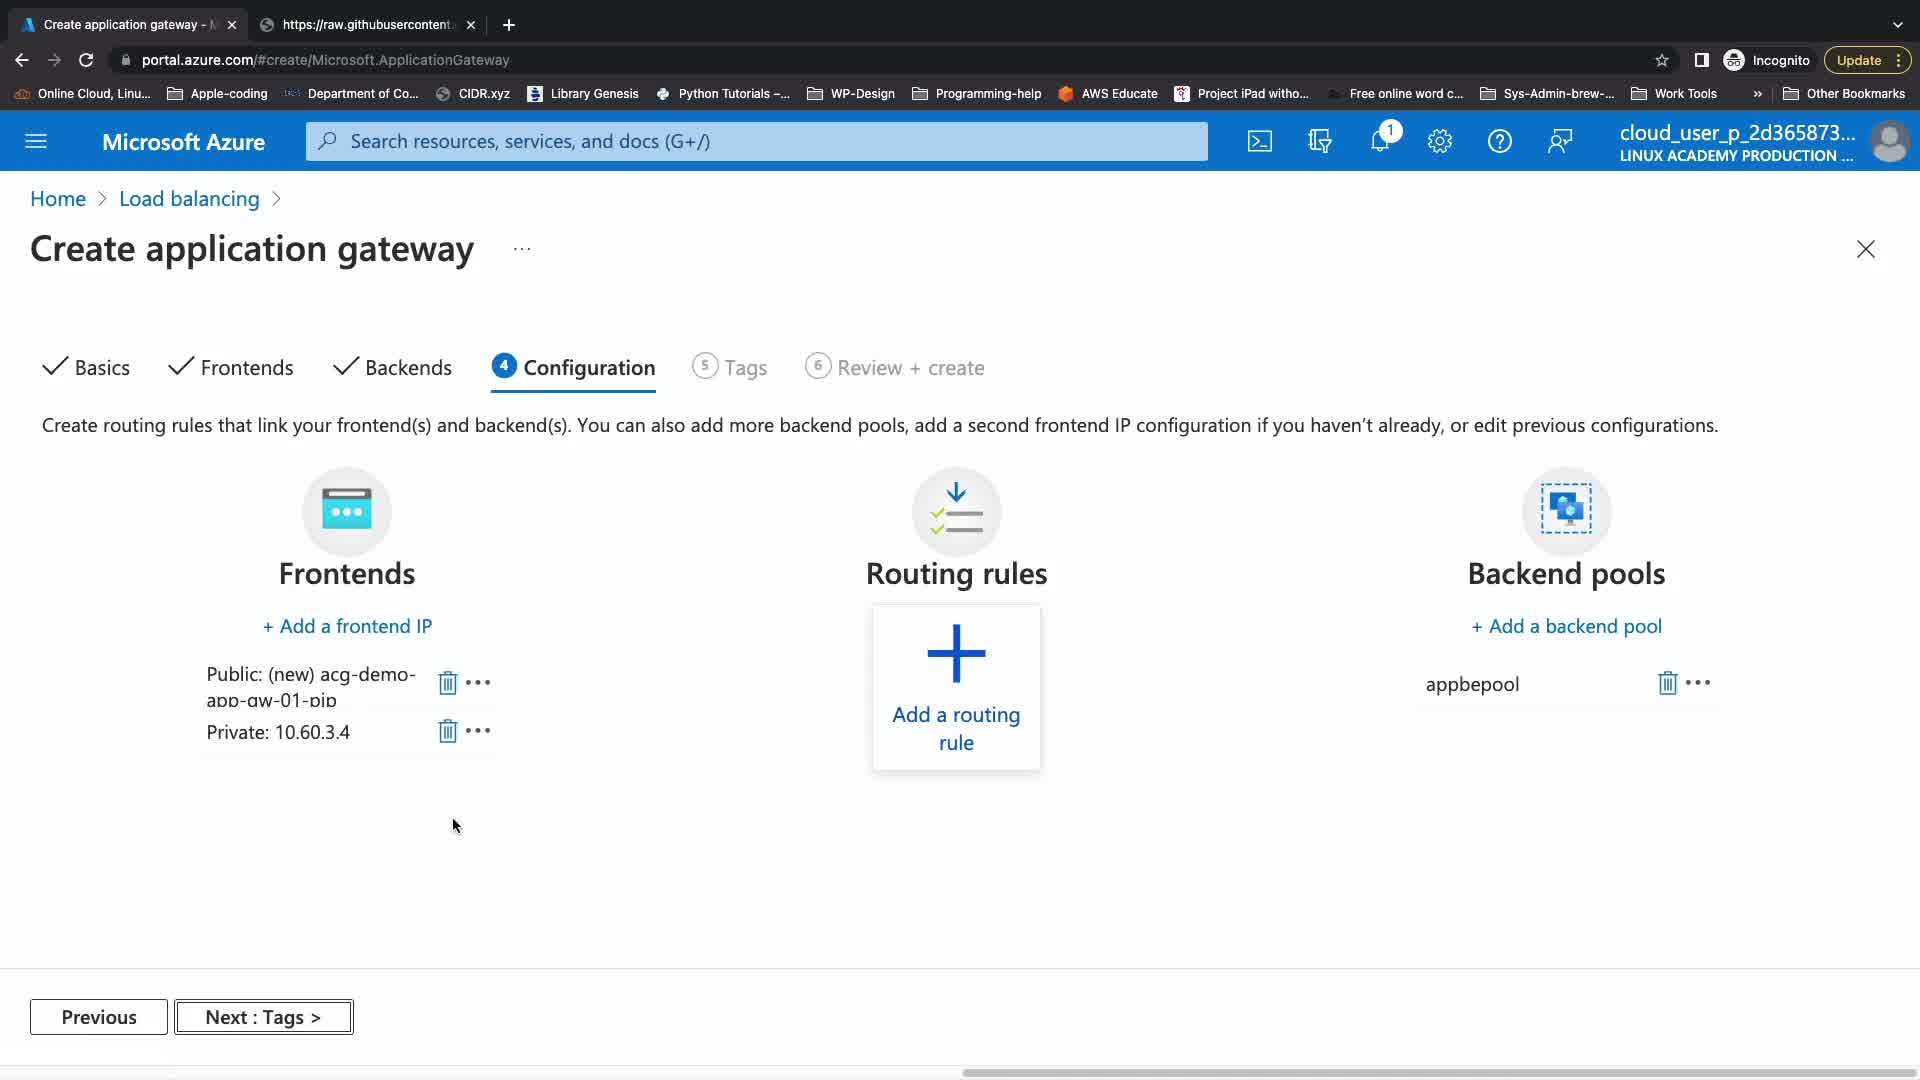 Create application gateway - M
https://raw.githubusercontent.
portal.azure.com/#create/Microsoft.ApplicationGateway
Incognito
Update
Online Cloud, Linu...
Apple-coding
Department of Co...
CIDR.xyz
Library Genesis
Python Tutorials –...
WP-Design
Programming-help
AWS Educate
Project iPad witho...
Free online word c...
Sys-Admin-brew-...
Work Tools
»
Other Bookmarks
Microsoft Azure
Search resources, services, and docs (G+/)
1
cloud_user_p_2d365873...
LINUX ACADEMY PRODUCTION ...
Home > Load balancing >
Create application gateway ...
Basics
Frontends
Backends
4 Configuration
5 Tags
6 Review + create
Create routing rules that link your frontend(s) and backend(s). You can also add more backend pools, add a second frontend IP configuration if you haven’t already, or edit previous configurations.
Frontends
+ Add a frontend IP
Public: (new) acg-demo-
app-gw-01-pip
Private: 10.60.3.4
Routing rules
Add a routing
rule
Backend pools
+ Add a backend pool
appbepool
Previous
Next : Tags >